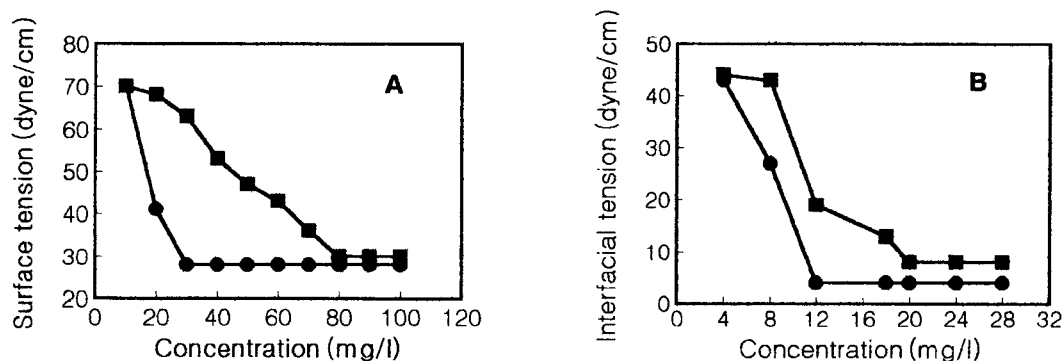 Surface tension (dyne/cm)
80
70
60
50
40
30
20
A
0 20 40 60 80 100 120
Concentration (mg/l)
Interfacial tension (dyne/cm)
50
40
30
20
10
0
B
0 4 8 12 16 20 24 28 32
Concentration (mg/l)